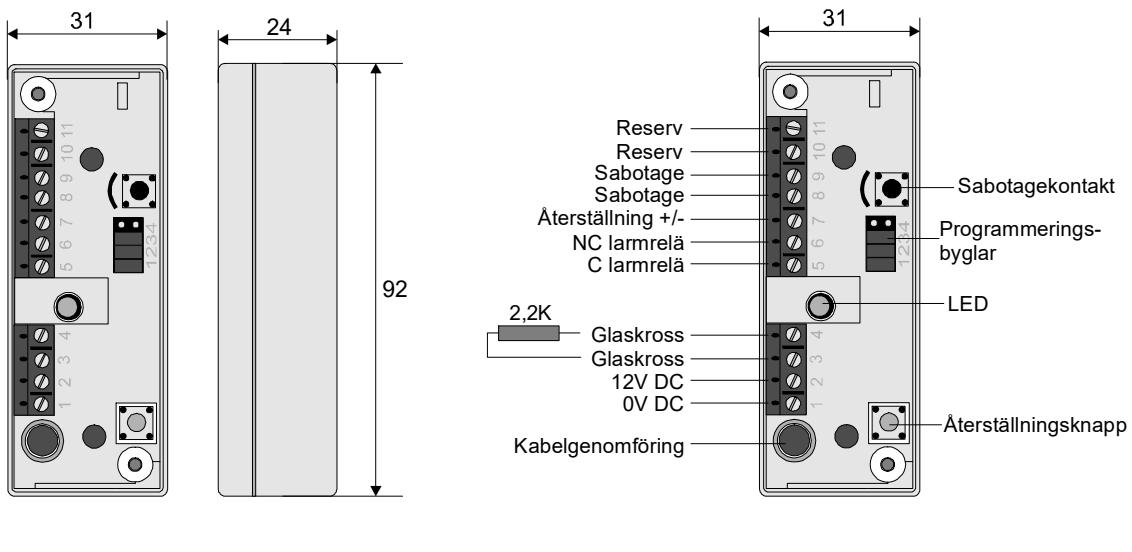 31
24
92
11
10
9
8
7
6
5
4
3
2
1
1234
31
Reserv
Reserv
Sabotage
Sabotage
Återställning +/-
NC larmrelä
C larmrelä
2,2K
Glaskross
Glaskross
12V DC
0V DC
Kabelgenomföring
11
10
9
8
7
6
5
4
3
2
1
1234
Sabotagekontakt
Programmerings-
byglar
LED
Återställningsknapp